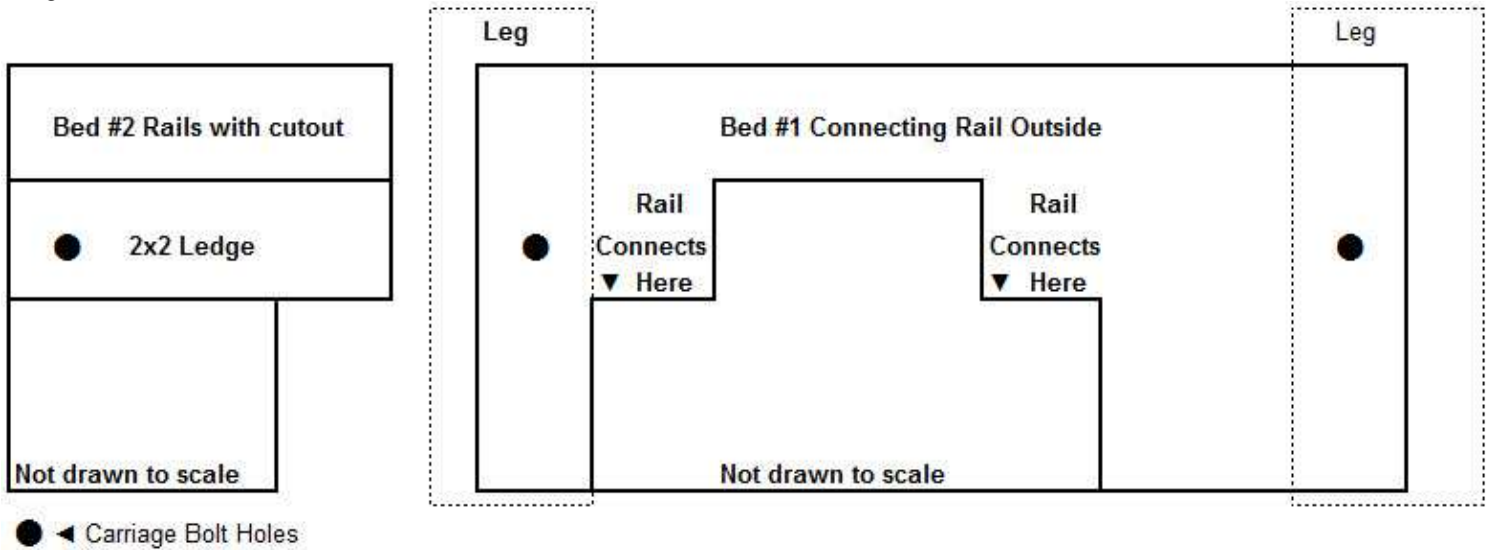 Leg
Leg
Bed #2 Rails with cutout
Bed #1 Connecting Rail Outside
2x2 Ledge
Rail
Connects
▼ Here
Rail
Connects
▼ Here
Not drawn to scale
Not drawn to scale
● ◄ Carriage Bolt Holes